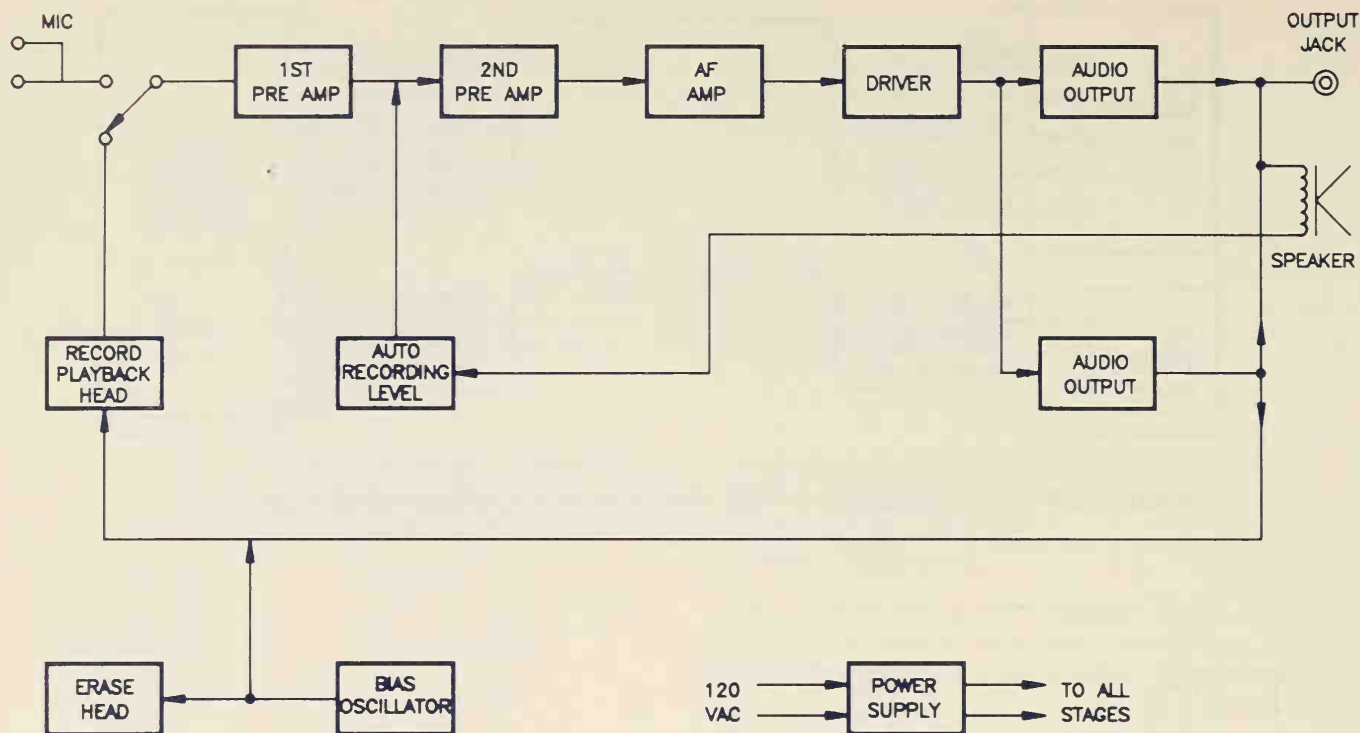 MIC
OUTPUT
JACK
1ST
PRE AMP
2ND
PRE AMP
AF
AMP
DRIVER
AUDIO
OUTPUT
SPEAKER
RECORD
PLAYBACK
HEAD
AUTO
RECORDING
LEVEL
AUDIO
OUTPUT
ERASE
HEAD
BIAS
OSCILLATOR
120
VAC
POWER
SUPPLY
TO ALL
STAGES